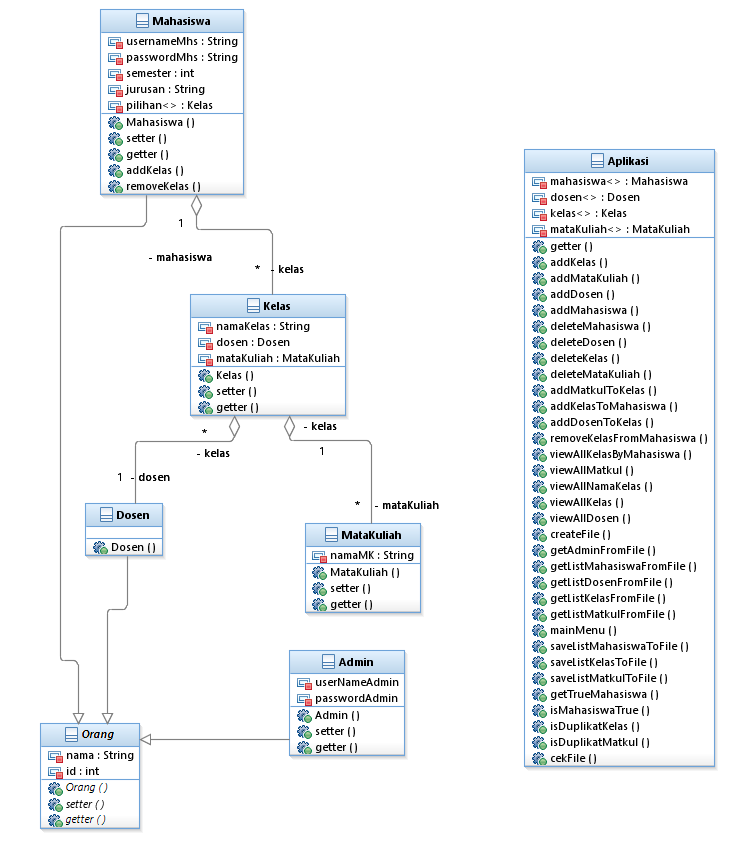 Mahasiswa
usernameMhs : String
passwordMhs : String
semester : int
jurusan : String
pilihan<> : Kelas
Mahasiswa ( )
setter ( )
getter ( )
addKelas ( )
removeKelas ( )
1
- mahasiswa
* - kelas
Kelas
namaKelas : String
dosen : Dosen
mataKuliah : MataKuliah
Kelas ( )
setter ( )
getter ( )
*
- kelas
1 - dosen
- kelas
1
* - mataKuliah
Dosen
Dosen ( )
MataKuliah
namaMK : String
MataKuliah ( )
setter ( )
getter ( )
Admin
userNameAdmin
passwordAdmin
Admin ( )
setter ( )
getter ( )
Orang
nama : String
id : int
Orang ( )
setter ( )
getter ( )
Aplikasi
mahasiswa<> : Mahasiswa
dosen<> : Dosen
kelas<> : Kelas
mataKuliah<> : MataKuliah
getter ( )
addKelas ( )
addMataKuliah ( )
addDosen ( )
addMahasiswa ( )
deleteMahasiswa ( )
deleteDosen ( )
deleteKelas ( )
deleteMataKuliah ( )
addMatkulToKelas ( )
addKelasToMahasiswa ( )
addDosenToKelas ( )
removeKelasFromMahasiswa ( )
viewAllKelasByMahasiswa ( )
viewAllMatkul ( )
viewAllNamaKelas ( )
viewAllKelas ( )
viewAllDosen ( )
createFile ( )
getAdminFromFile ( )
getListMahasiswaFromFile ( )
getListDosenFromFile ( )
getListKelasFromFile ( )
getListMatkulFromFile ( )
mainMenu ( )
saveListMahasiswaToFile ( )
saveListKelasToFile ( )
saveListMatkulToFile ( )
getTrueMahasiswa ( )
isMahasiswaTrue ( )
isDuplikatKelas ( )
isDuplikatMatkul ( )
cekFile ( )